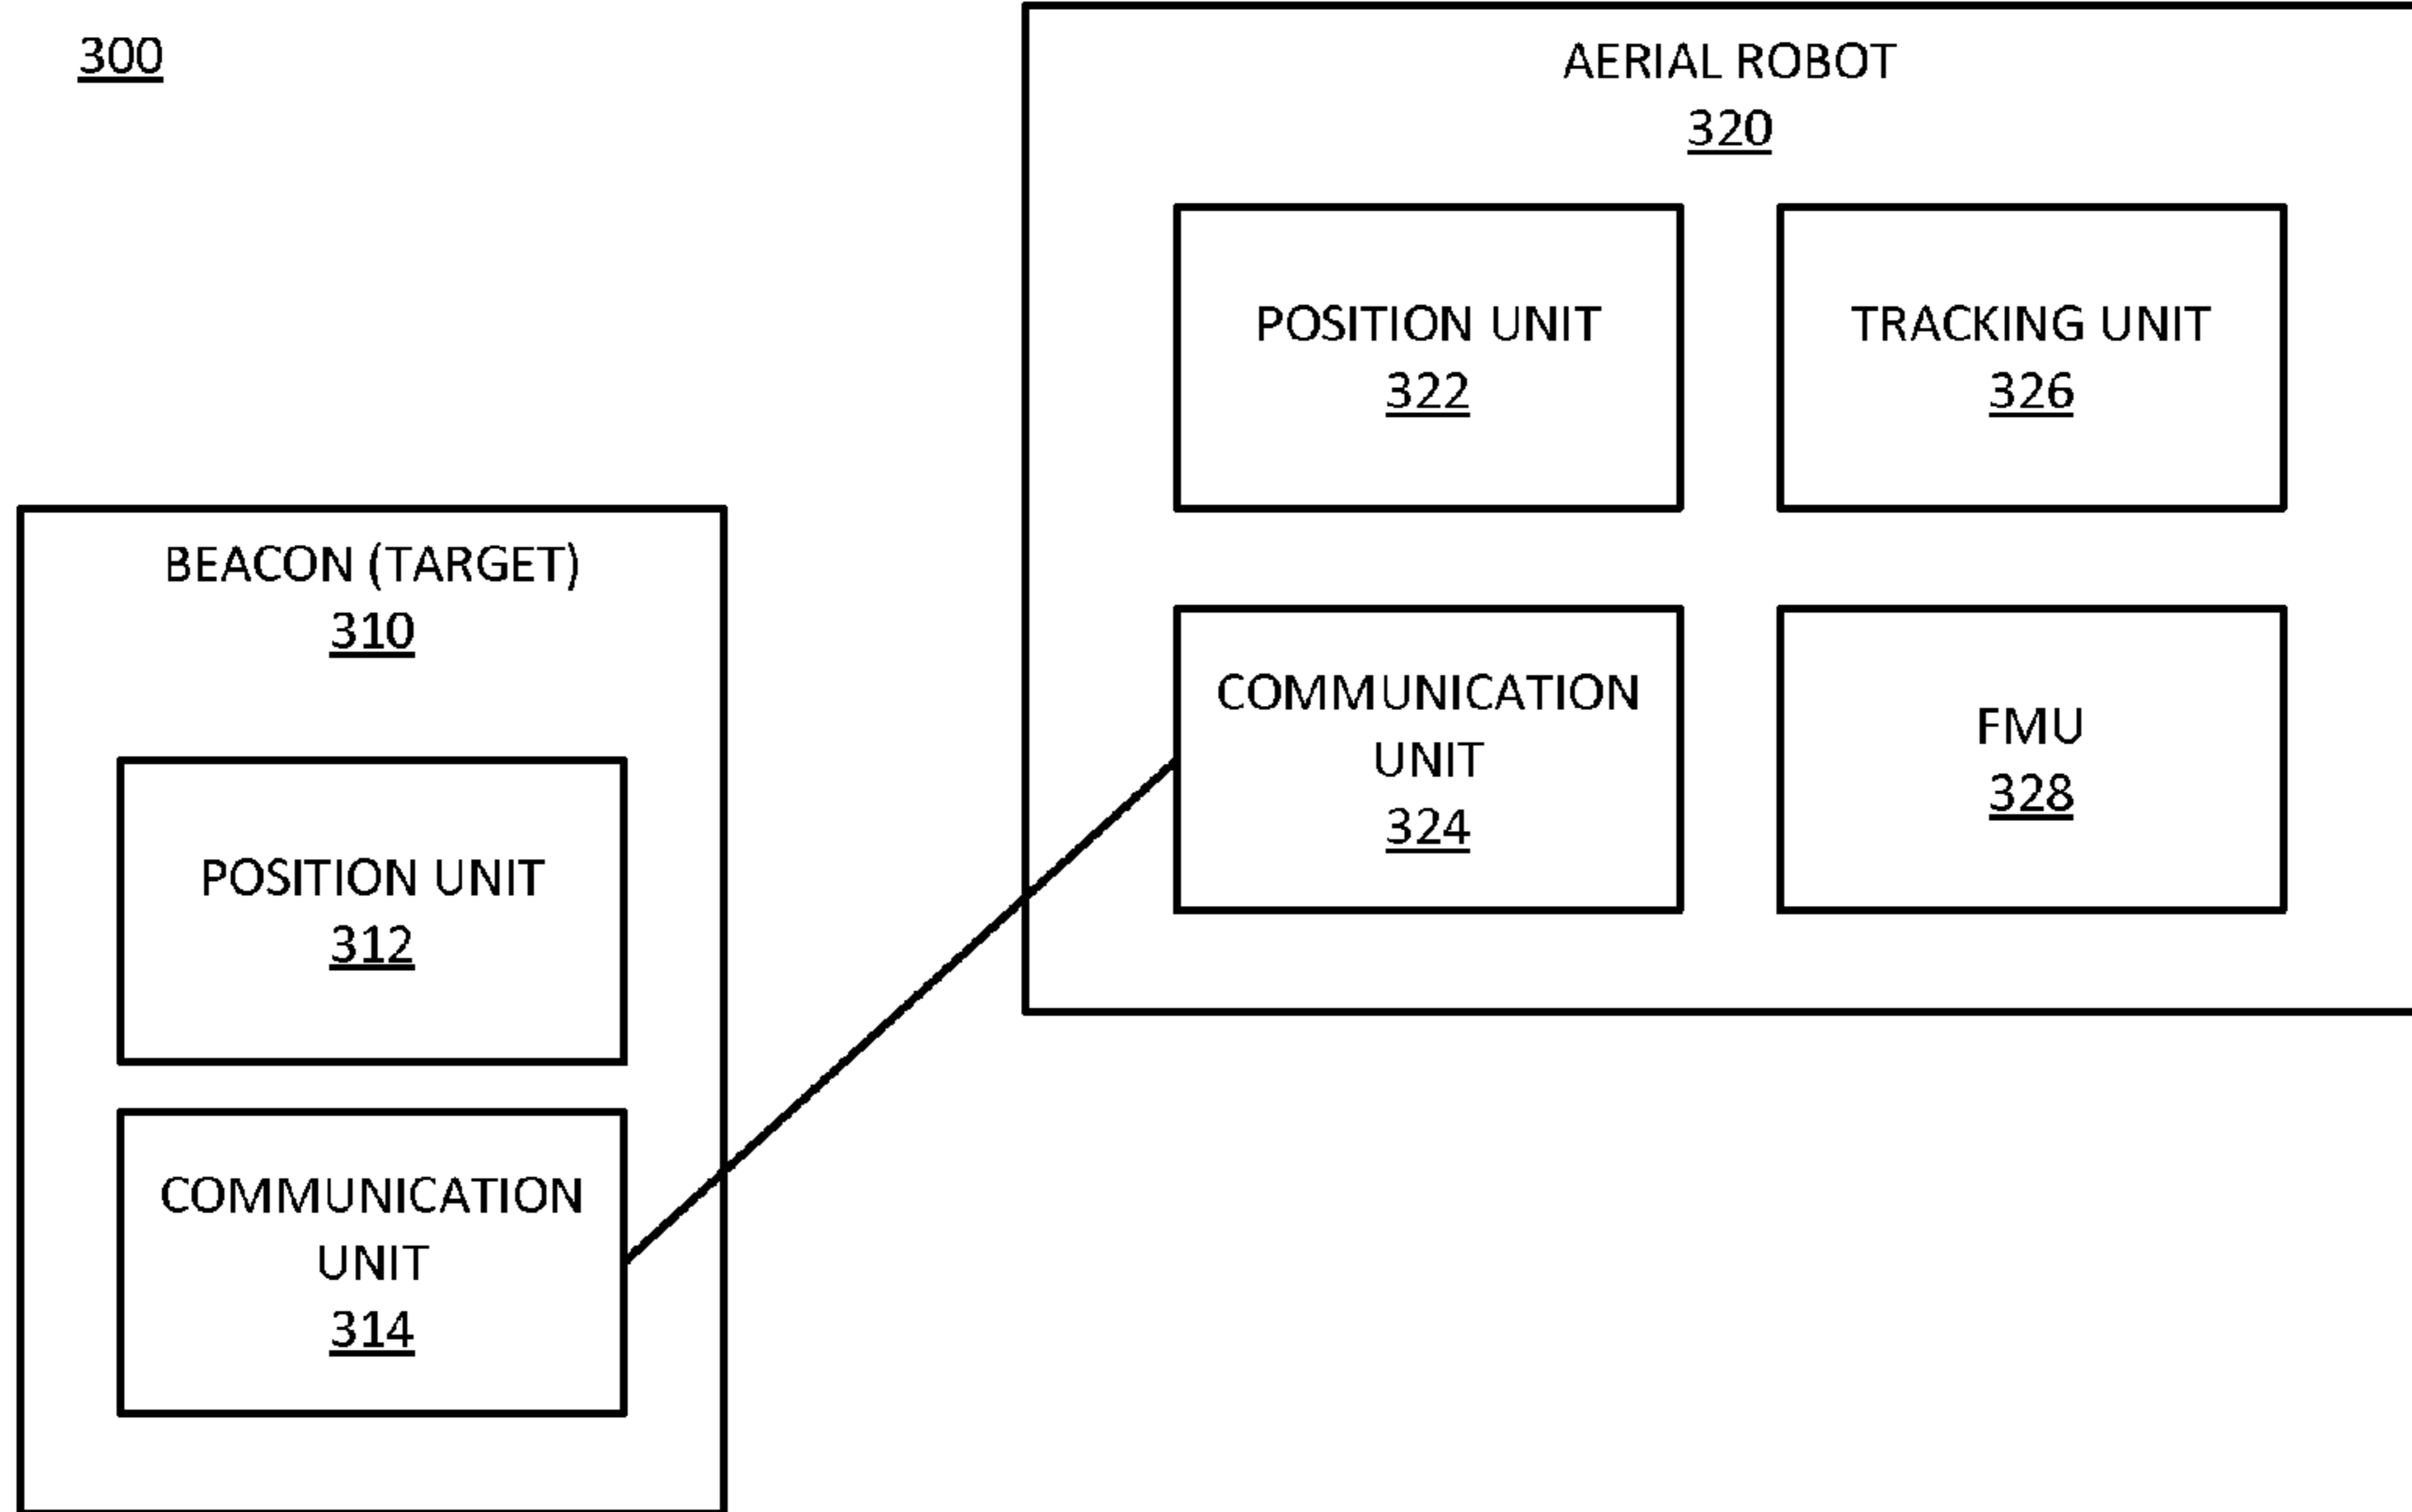 300
AERIAL ROBOT
320
POSITION UNIT
322
TRACKING UNIT
326
COMMUNICATION
UNIT
324
FMU
328
BEACON (TARGET)
310
POSITION UNIT
312
COMMUNICATION
UNIT
314